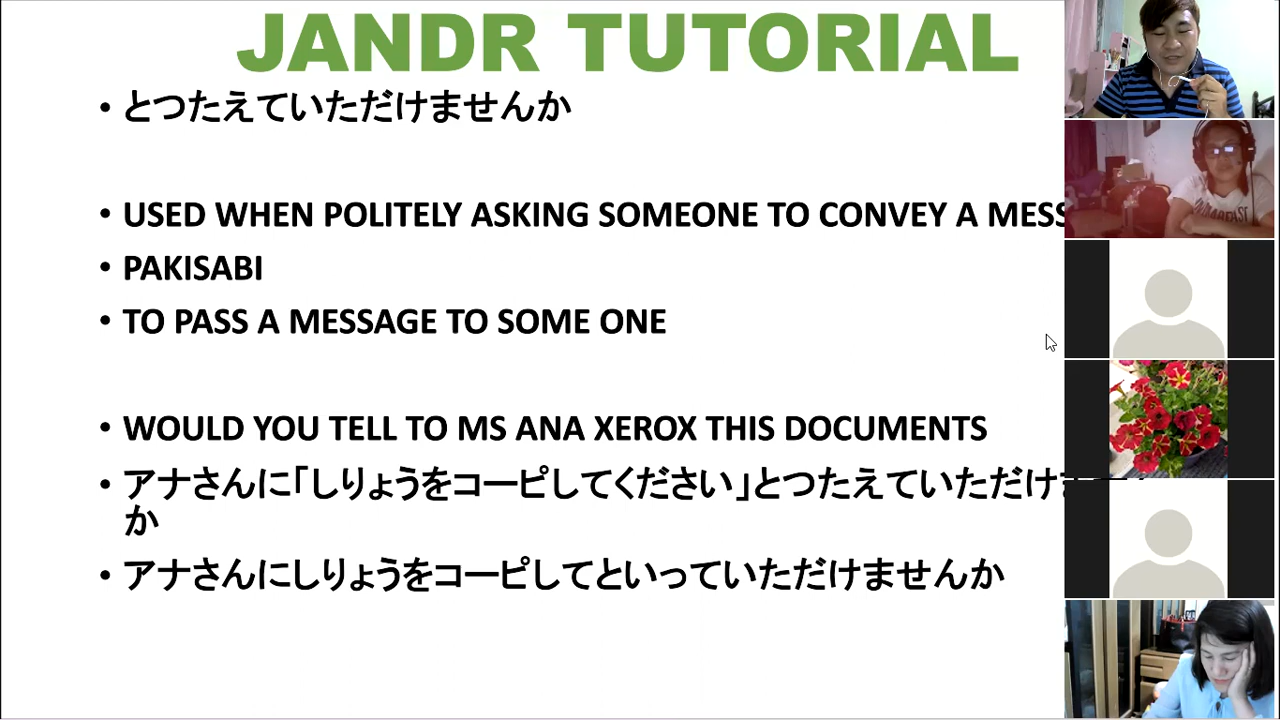 JANDR TUTORIAL
• とつたえていただけませんか
• USED WHEN POLITELY ASKING SOMEONE TO CONVEY A
• PAKISABI
• TO PASS A MESSAGE TO SOME ONE
• WOULD YOU TELL TO MS ANA XEROX THIS DOCUMENTS
• アナさんに「しりょうをコーピしてください」とつたえていただけ
か
• アナさんにしりょうをコーピしてといっていただけませんか